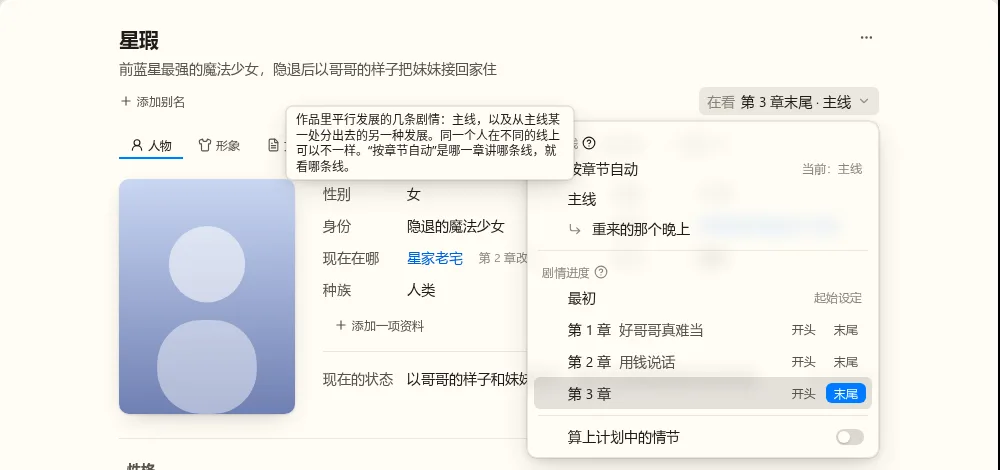 星瑕
前蓝星最强的魔法少女，隐退后以哥哥的样子把妹妹接回家住
添加别名
在看 第 3 章末尾 · 主线
作品里平行发展的几条剧情：主线，以及从主线某
一处分出去的另一种发展。同一个人在不同的线上
可以不一样。“按章节自动”是哪一章讲哪条线，就
看哪条线。
人物
形象
按章节自动 当前：主线
主线
重来的那个晚上
剧情进度
最初 起始设定
第 1 章 好哥哥真难当 开头 末尾
第 2 章 用钱说话 开头 末尾
第 3 章 开头 末尾
算上计划中的情节
性别 女
身份 隐退的魔法少女
现在在哪 星家老宅 第 2 章改
种族 人类
添加一项资料
现在的状态 以哥哥的样子和妹妹
性格